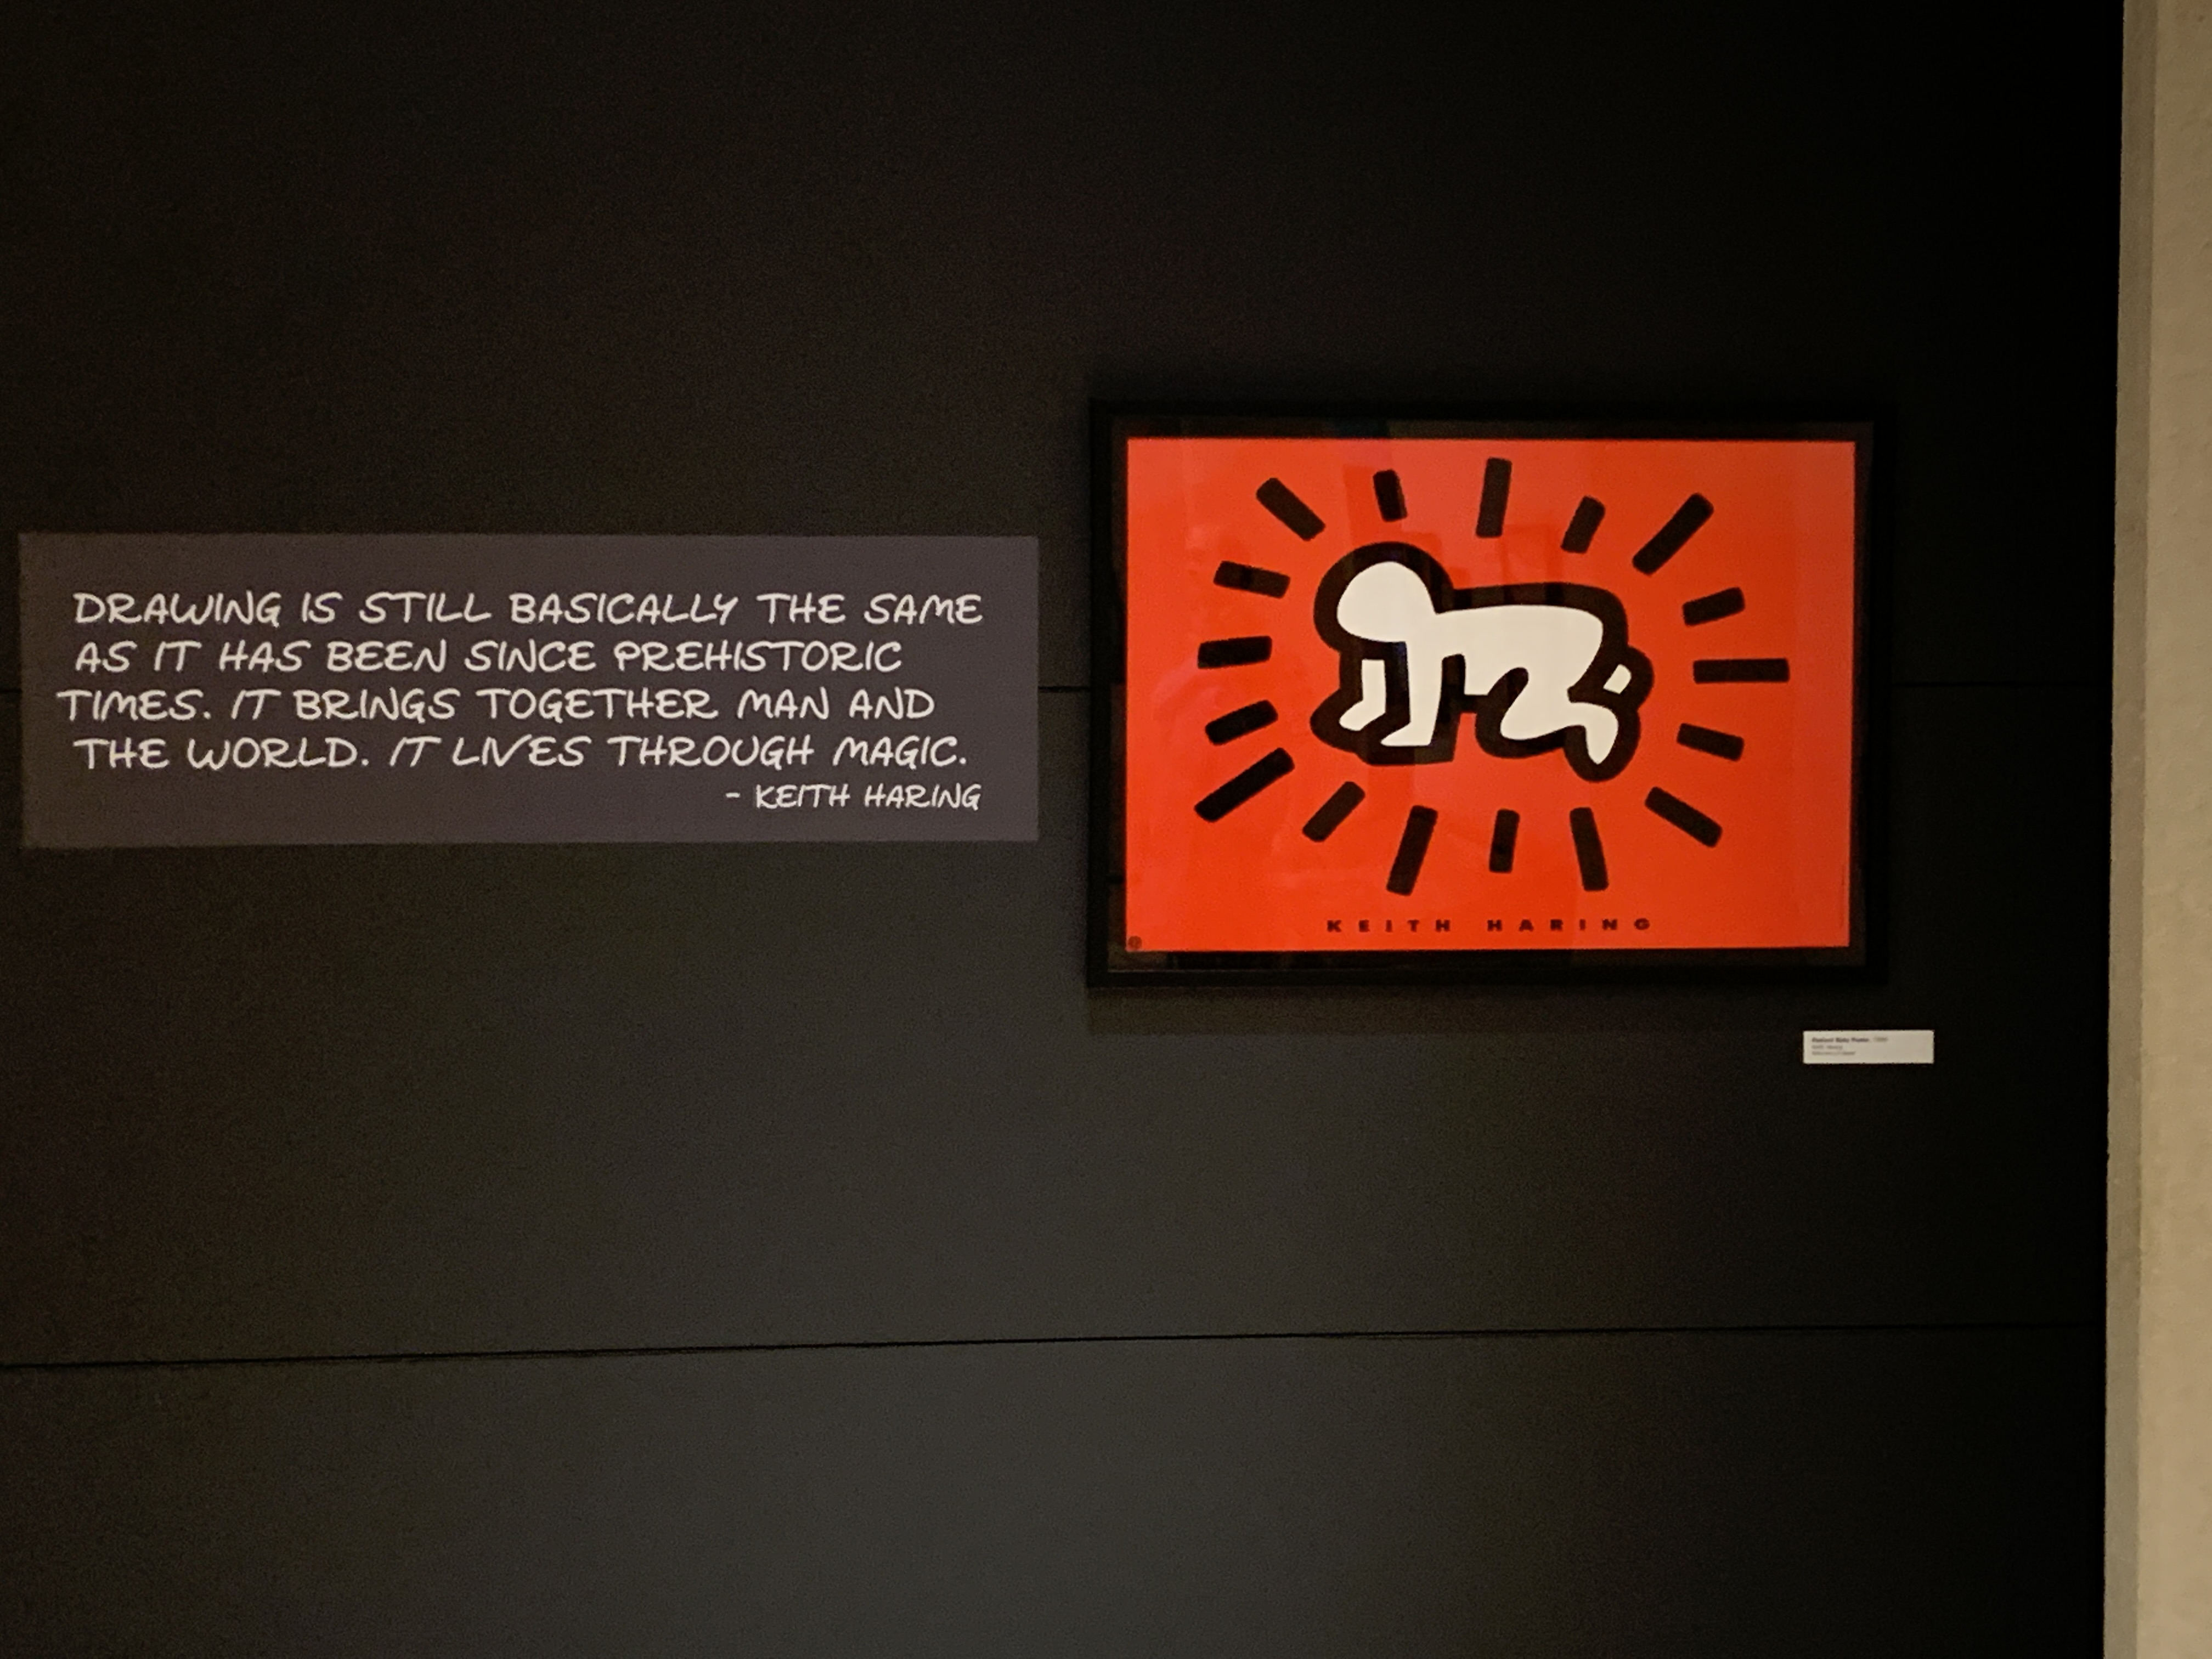 DRAWING IS STILL BASICALLY THE SAME
AS IT HAS BEEN SINCE PREHISTORIC
TIMES. IT BRINGS TOGETHER MAN AND
THE WORLD. IT LIVES THROUGH MAGIC.
- KEITH HARING
KEITH HARING